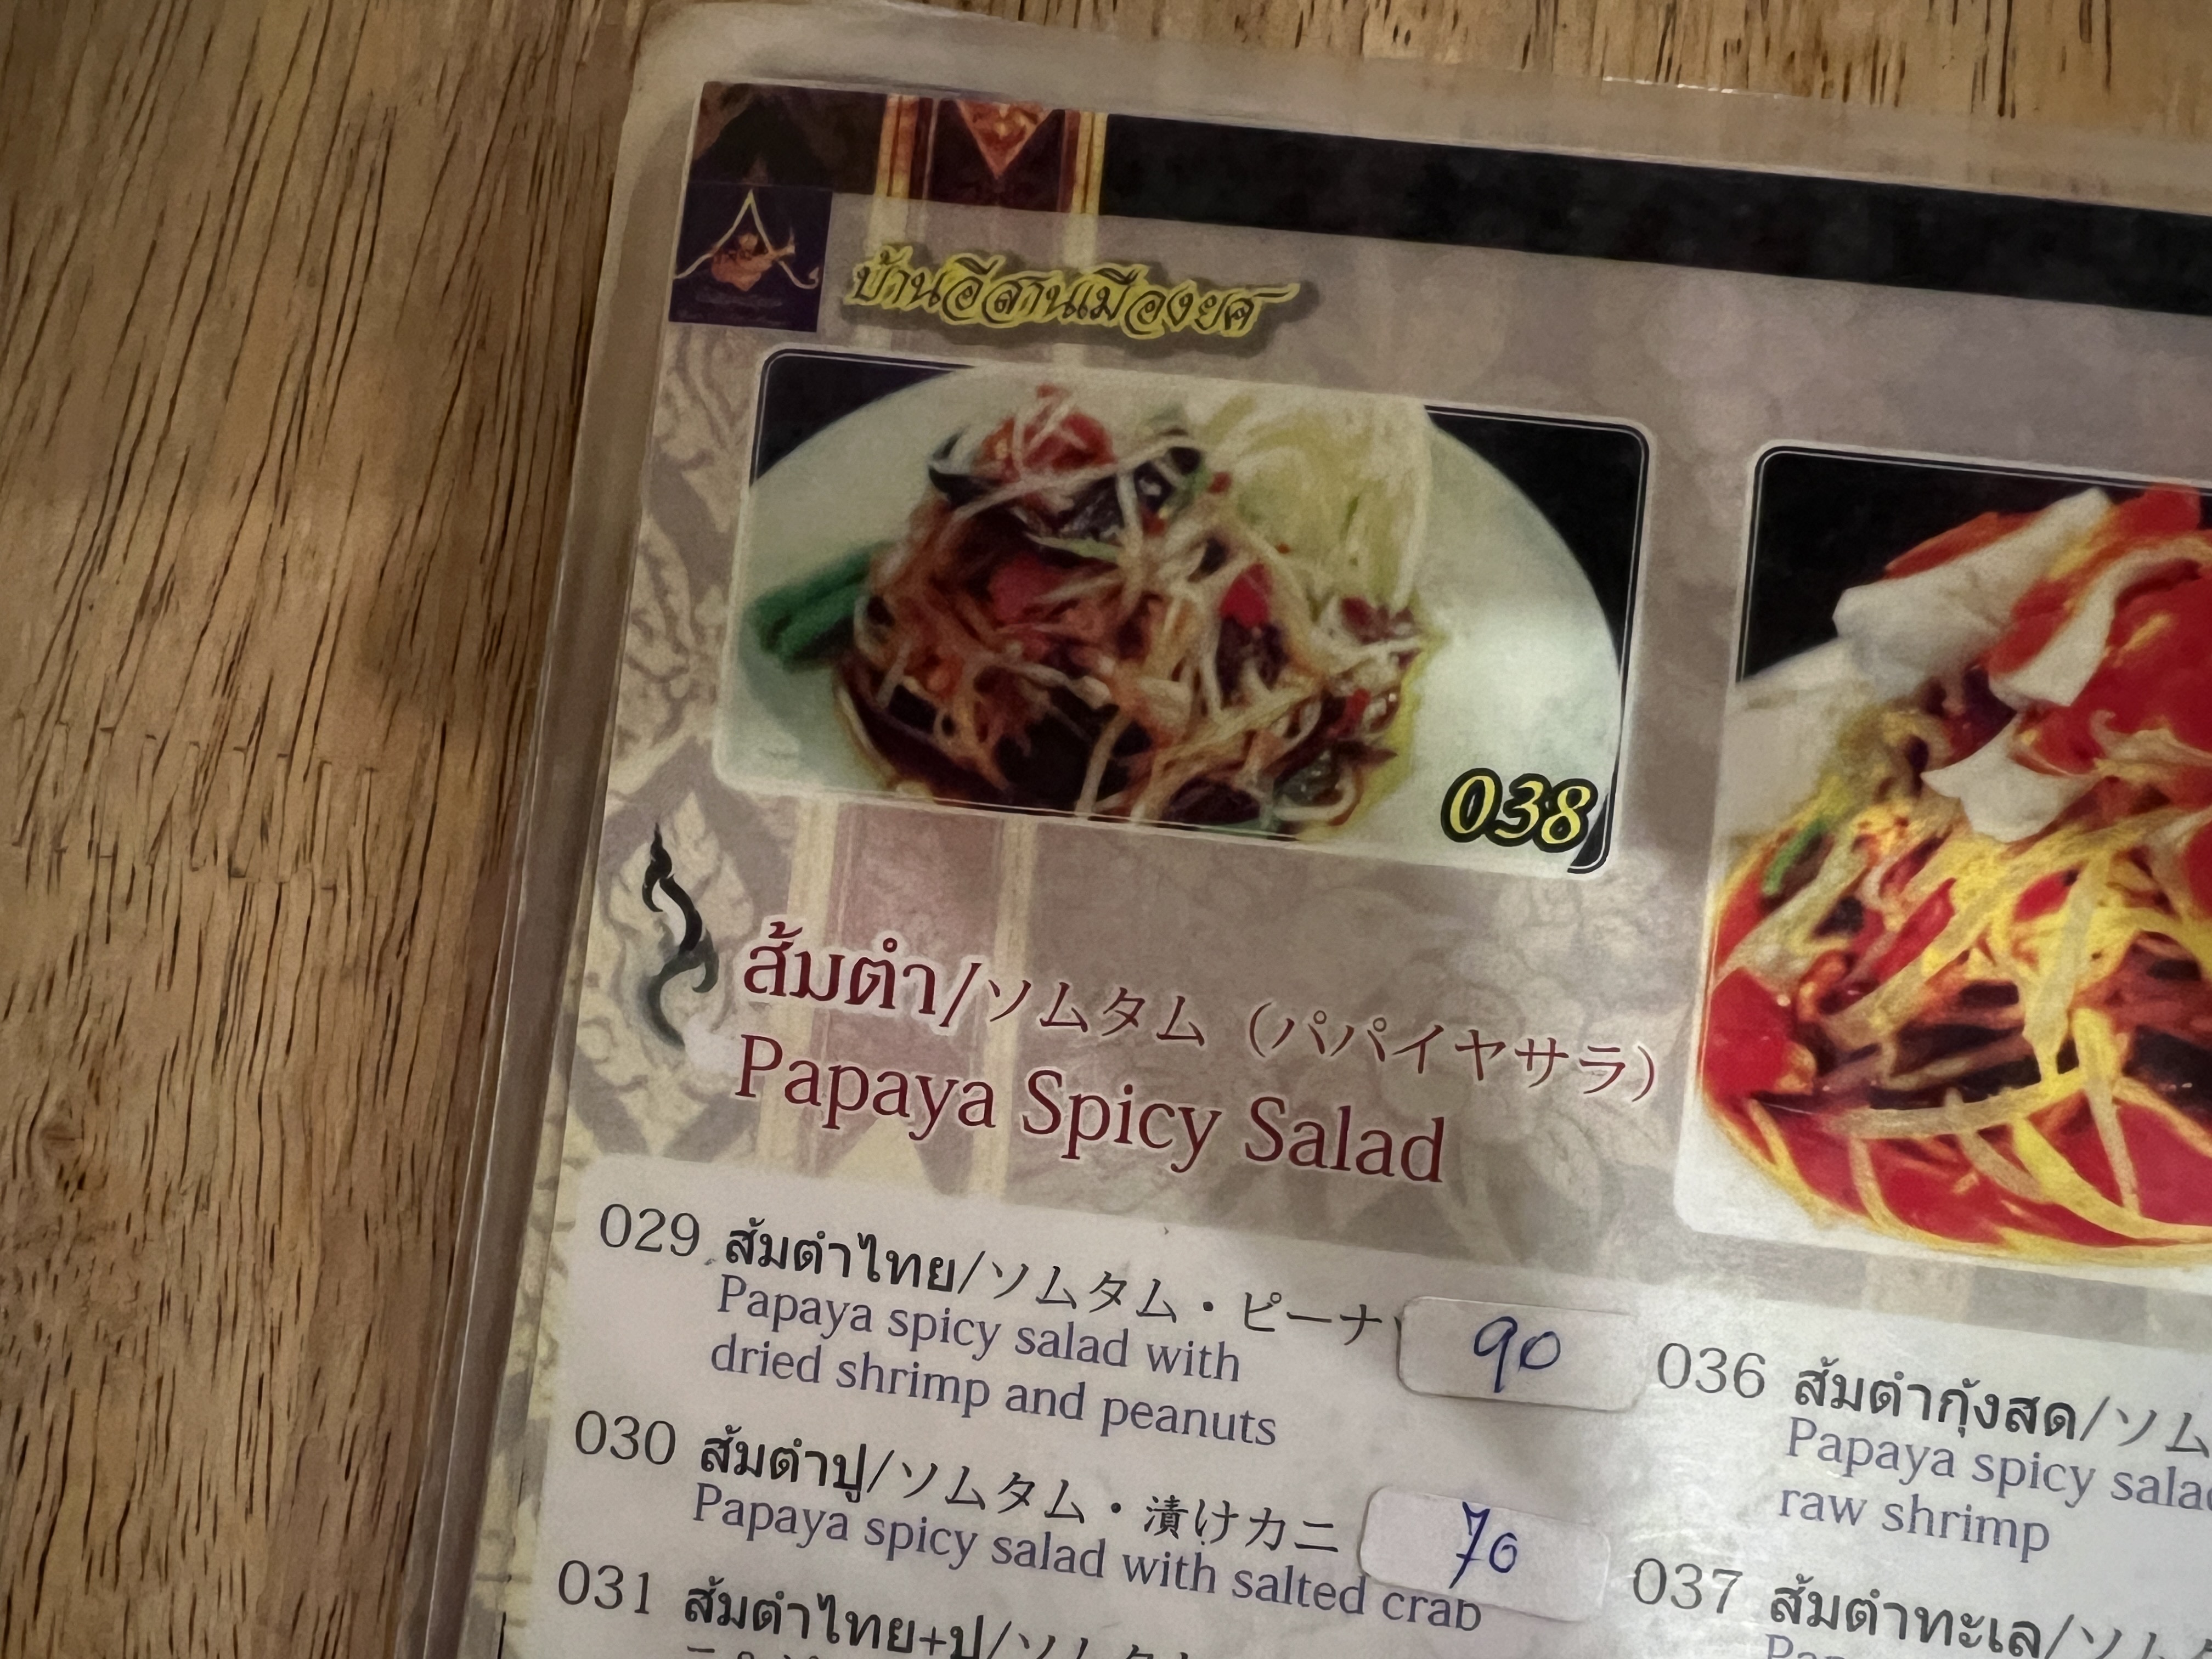 บ้านอีสานเมืองยศ
038
ส้มตำ/ソムタム（パパイヤサラ）
Papaya Spicy Salad
029 ส้มตำไทย/ソムタム・ピーナ
Papaya spicy salad with
dried shrimp and peanuts
90
030 ส้มตำปู/ソムタム・漬けカニ
Papaya spicy salad with salted crab
70
031 ส้มตำไทย+ปู/ソムタム
036 ส้มตำกุ้งสด/ソム
Papaya spicy salad
raw shrimp
037 ส้มตำทะเล/ソム